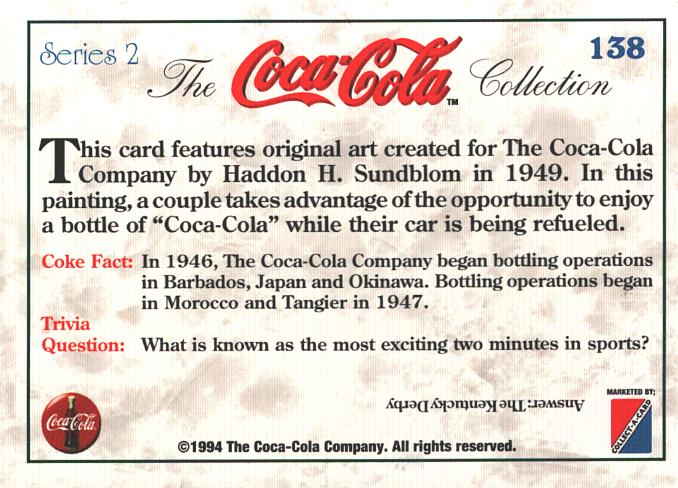 Series 2
The Coca-Cola Collection
TM
138
This card features original art created for The Coca-Cola
Company by Haddon H. Sundblom in 1949. In this
painting, a couple takes advantage of the opportunity to enjoy
a bottle of “Coca-Cola” while their car is being refueled.
Coke Fact: In 1946, The Coca-Cola Company began bottling operations
in Barbados, Japan and Okinawa. Bottling operations began
in Morocco and Tangier in 1947.
Trivia
Question: What is known as the most exciting two minutes in sports?
Answer: The Kentucky Derby
Coca-Cola
MARKETED BY;
COLLECT-A-CARD
©1994 The Coca-Cola Company. All rights reserved.